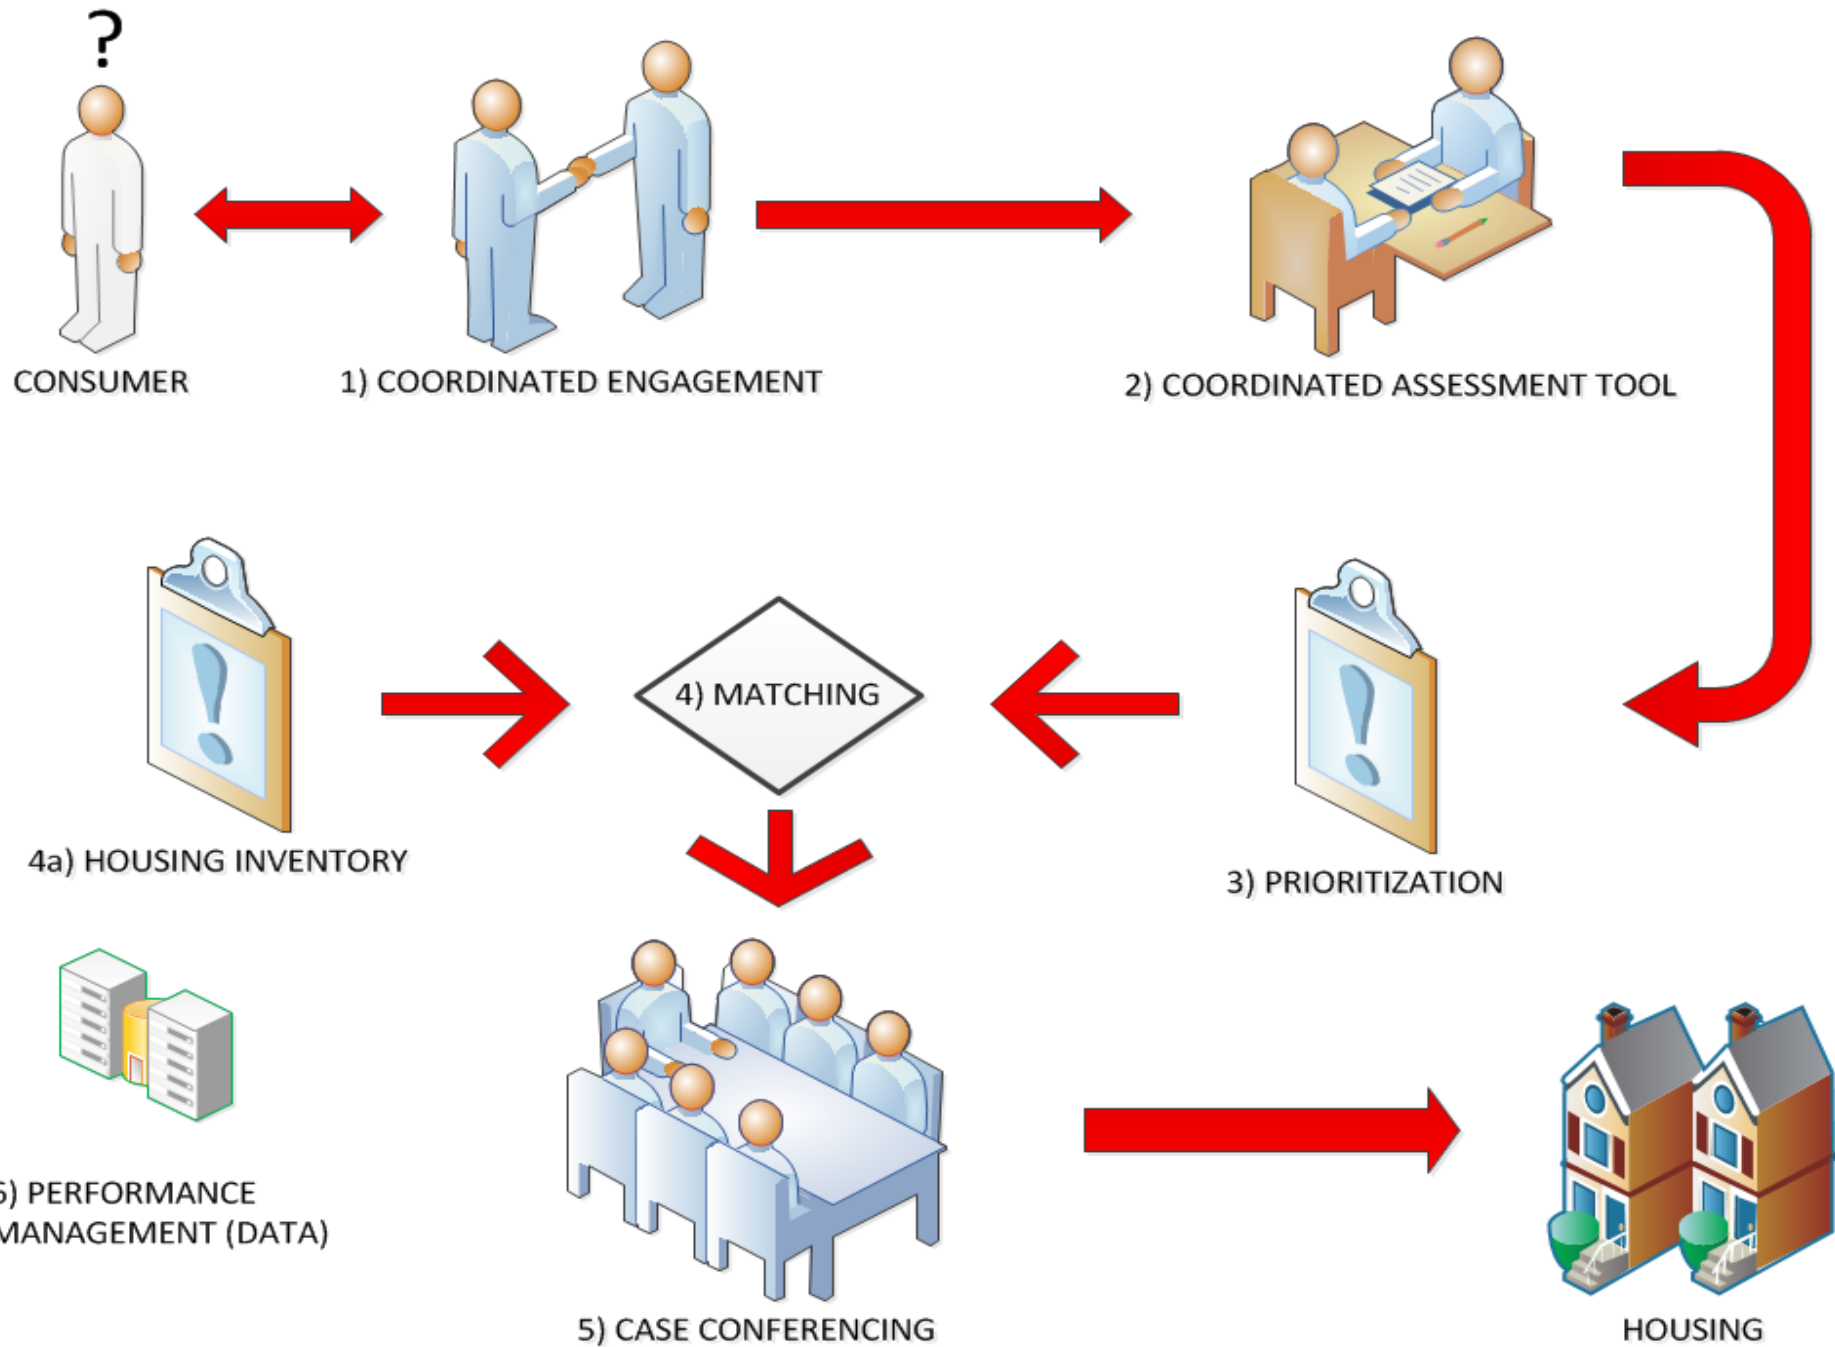 ?
CONSUMER
1) COORDINATED ENGAGEMENT
2) COORDINATED ASSESSMENT TOOL
4) MATCHING
4a) HOUSING INVENTORY
3) PRIORITIZATION
6) PERFORMANCE
MANAGEMENT (DATA)
5) CASE CONFERENCING
HOUSING